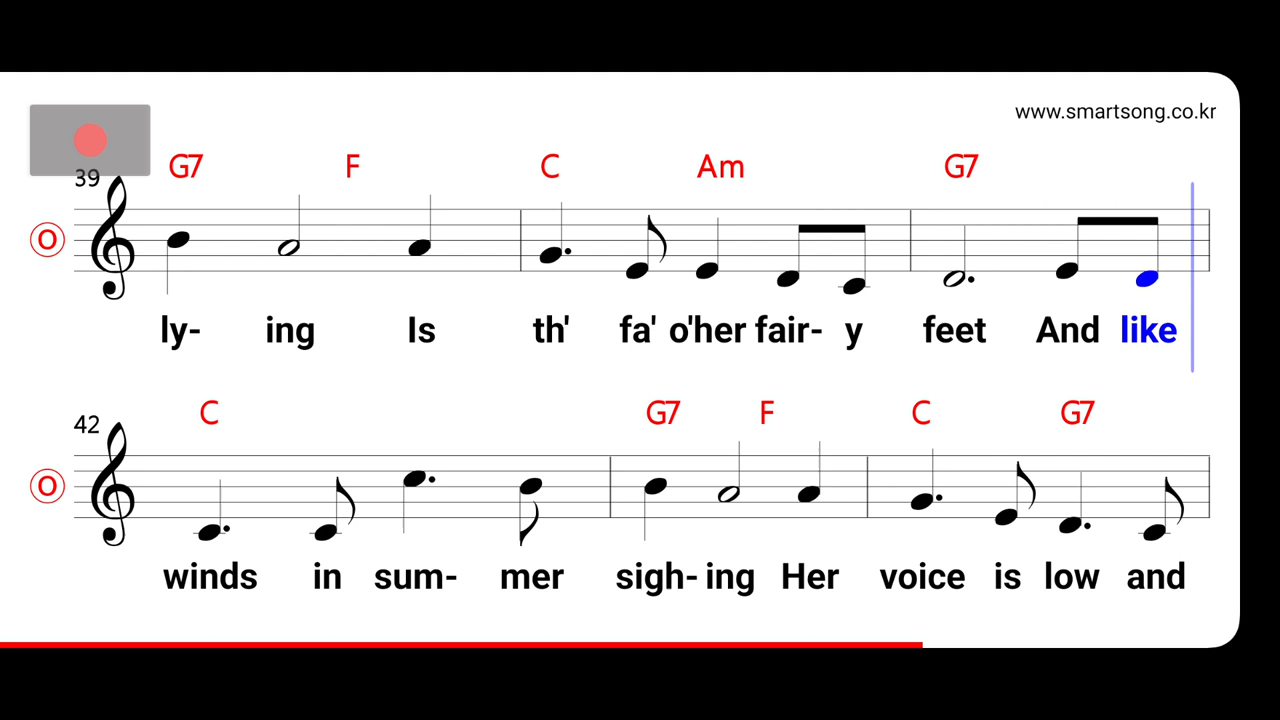 www.smartsong.co.kr
G7 F C Am G7
39
O
ly- ing Is th' fa' o'her fair- y feet And like
C G7 F C G7
42
O
winds in sum- mer sigh- ing Her voice is low and